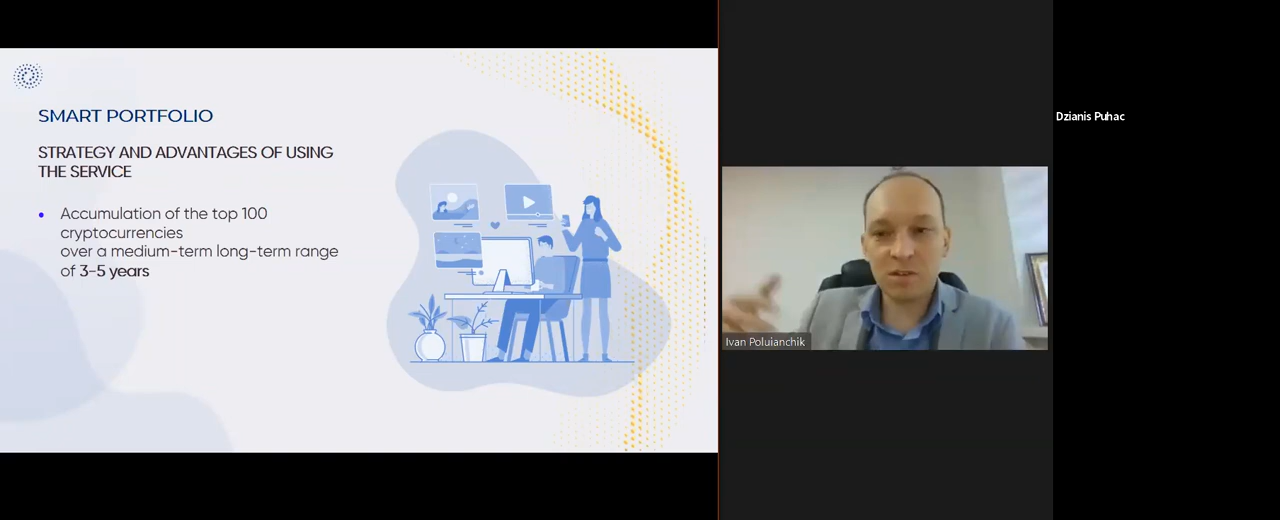 SMART PORTFOLIO
STRATEGY AND ADVANTAGES OF USING
THE SERVICE
• Accumulation of the top 100
cryptocurrencies
over a medium-term long-term range
of 3-5 years
Ivan Poluianchik
Dzianis Puhac